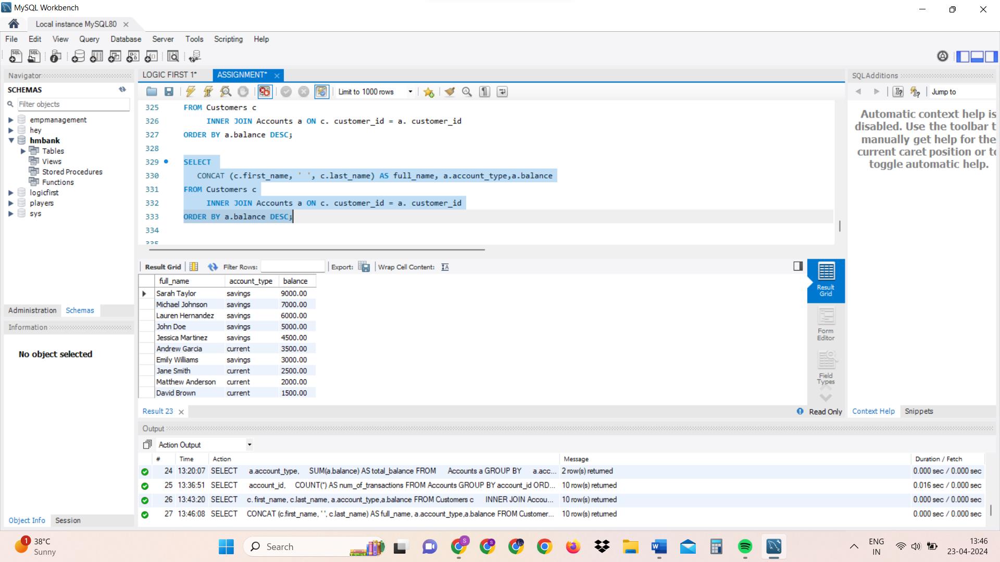 MySQL Workbench
Local instance MySQL80
File Edit View Query Database Server Tools Scripting Help
Navigator
SCHEMAS
Filter objects
empmanagement
hey
hmbank
Tables
Views
Stored Procedures
Functions
logicfirst
players
sys
Administration Schemas
Information
No object selected
Object Info Session
LOGIC FIRST 1* ASSIGNMENT*
Limit to 1000 rows
325 FROM Customers c
326 INNER JOIN Accounts a ON c. customer_id = a. customer_id
327 ORDER BY a.balance DESC;
328
329 SELECT
330 CONCAT (c.first_name, ' ', c.last_name) AS full_name, a.account_type,a.balance
331 FROM Customers c
332 INNER JOIN Accounts a ON c. customer_id = a. customer_id
333 ORDER BY a.balance DESC;
334
335
Result Grid Filter Rows: Export: Wrap Cell Content:
full_name account_type balance
Sarah Taylor savings 9000.00
Michael Johnson savings 7000.00
Lauren Hernandez savings 6000.00
John Doe savings 5000.00
Jessica Martinez savings 4500.00
Andrew Garcia current 3500.00
Emily Williams savings 3000.00
Jane Smith current 2500.00
Matthew Anderson current 2000.00
David Brown current 1500.00
Result
Grid
Form
Editor
Field
Types
Result 23
Read Only
SQLAdditions
Jump to
Automatic context help is
disabled. Use the toolbar t
manually get help for the
current caret position or to
toggle automatic help.
Context Help Snippets
Output
Action Output
# Time Action Message Duration / Fetch
24 13:20:07 SELECT a.account_type, SUM(a.balance) AS total_balance FROM Accounts a GROUP BY a.acc... 2 row(s) returned 0.000 sec / 0.000 sec
25 13:36:51 SELECT account_id, COUNT(*) AS num_of_transactions FROM Accounts GROUP BY account_id ORD... 10 row(s) returned 0.016 sec / 0.000 sec
26 13:43:20 SELECT c. first_name, c.last_name, a.account_type,a.balance FROM Customers c INNER JOIN Accou... 10 row(s) returned 0.000 sec / 0.000 sec
27 13:46:08 SELECT CONCAT (c.first_name, ' ', c.last_name) AS full_name, a.account_type,a.balance FROM Customer... 10 row(s) returned 0.000 sec / 0.000 sec
1
38°C
Sunny
Search
ENG
IN
13:46
23-04-2024